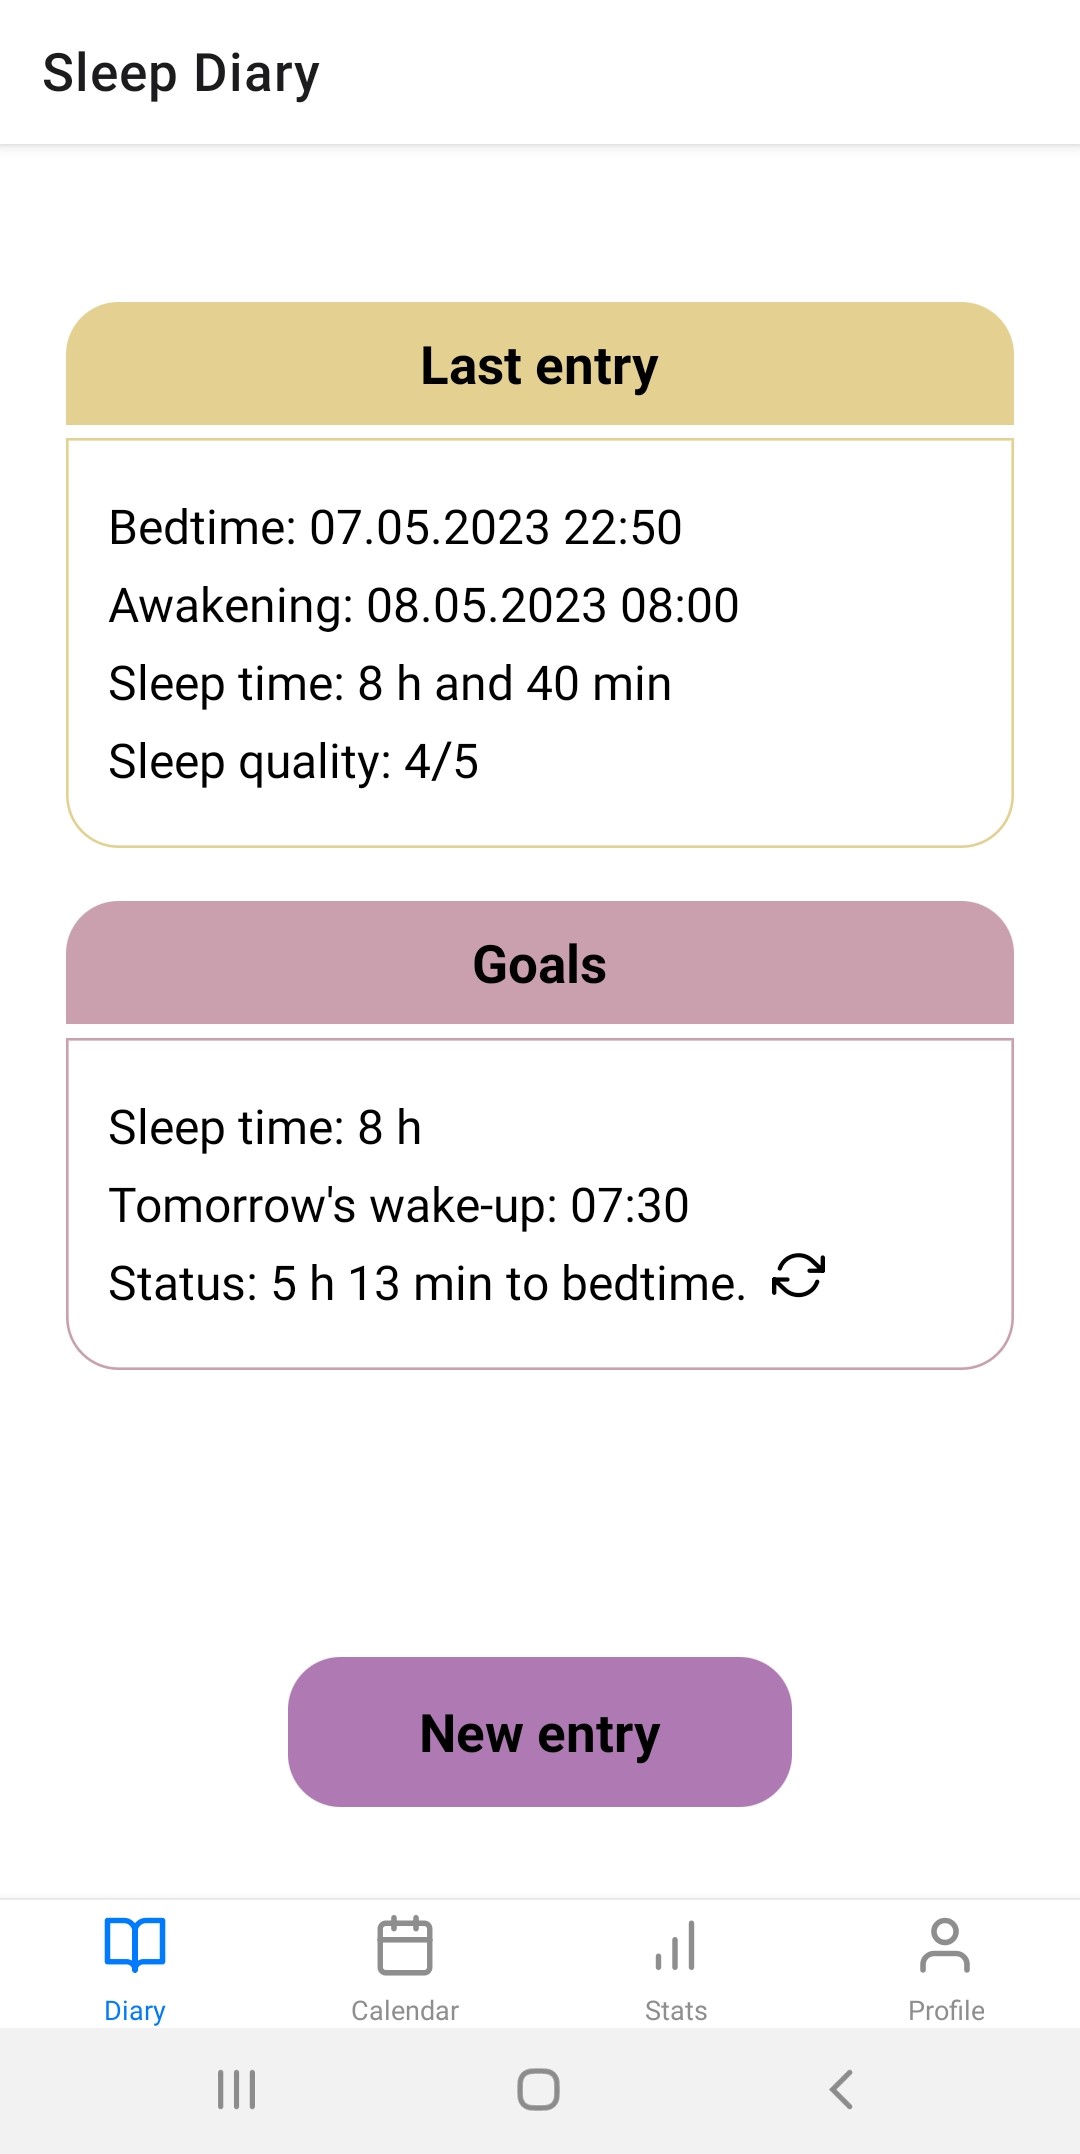 Sleep Diary
Last entry
Bedtime: 07.05.2023 22:50
Awakening: 08.05.2023 08:00
Sleep time: 8 h and 40 min
Sleep quality: 4/5
Goals
Sleep time: 8 h
Tomorrow's wake-up: 07:30
Status: 5 h 13 min to bedtime.
New entry
Diary
Calendar
Stats
Profile